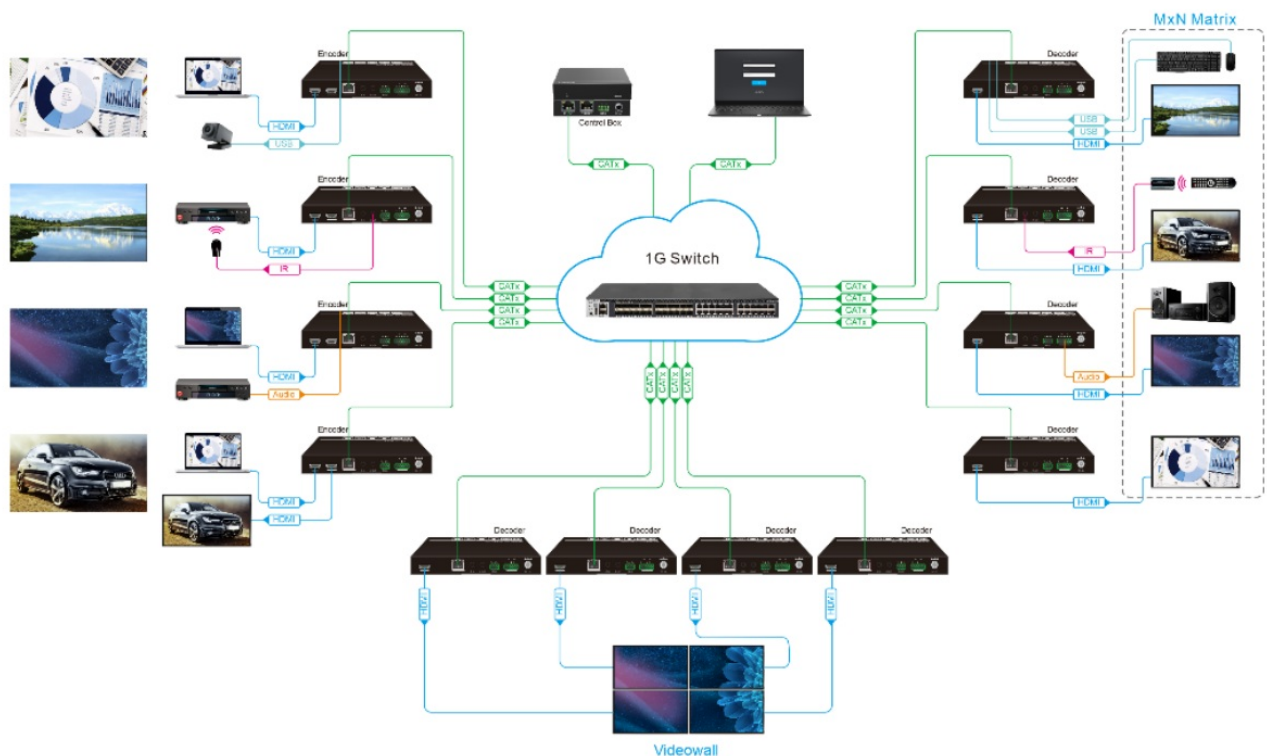 MxN Matrix
Encoder
HDMI
USB
Control Box
CATx
CATx
Decoder
USB
USB
HDMI
Encoder
HDMI
IR
Decoder
IR
HDMI
1G Switch
CATx
CATx
CATx
CATx
CATx
CATx
CATx
CATx
Encoder
HDMI
Audio
Decoder
Audio
HDMI
Encoder
HDMI
HDMI
Decoder
HDMI
CATx
CATx
CATx
CATx
Decoder
Decoder
Decoder
Decoder
HDMI
HDMI
HDMI
HDMI
Videowall